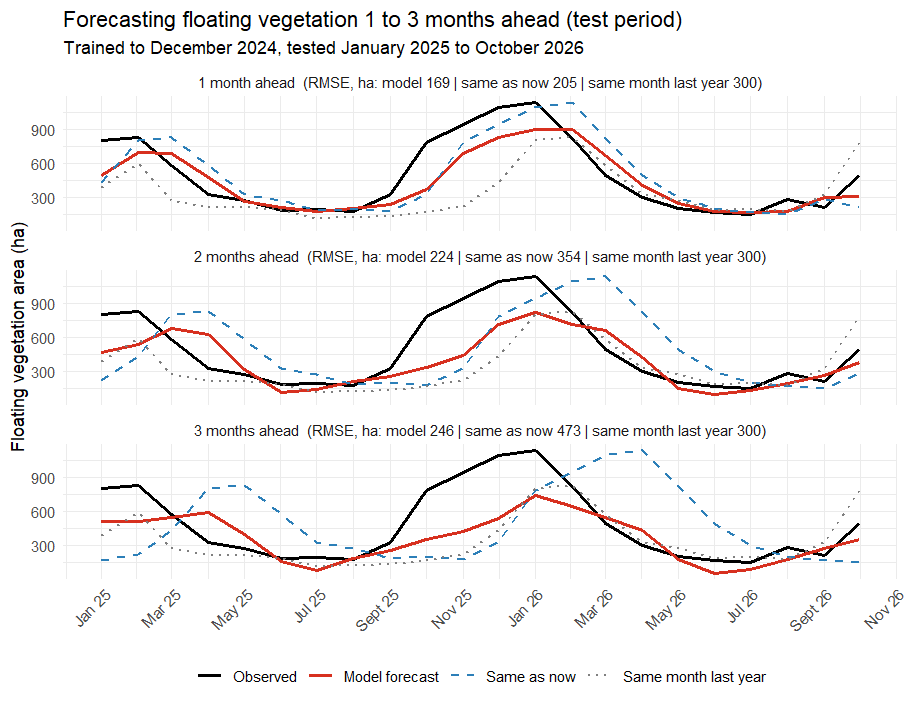 Forecasting floating vegetation 1 to 3 months ahead (test period)
Trained to December 2024, tested January 2025 to October 2026
1 month ahead  (RMSE, ha: model 169 | same as now 205 | same month last year 300)
900
600
300
2 months ahead  (RMSE, ha: model 224 | same as now 354 | same month last year 300)
900
600
300
3 months ahead  (RMSE, ha: model 246 | same as now 473 | same month last year 300)
900
600
300
Floating vegetation area (ha)
Jan 25
Mar 25
May 25
Jul 25
Sept 25
Nov 25
Jan 26
Mar 26
May 26
Jul 26
Sept 26
Nov 26
Observed
Model forecast
Same as now
Same month last year